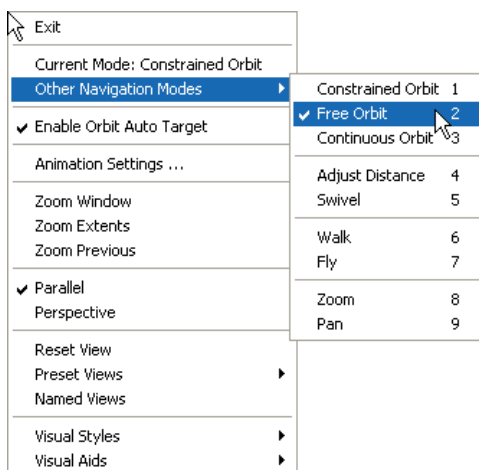 Exit
Current Mode: Constrained Orbit
Other Navigation Modes
Enable Orbit Auto Target
Animation Settings ...
Zoom Window
Zoom Extents
Zoom Previous
Parallel
Perspective
Reset View
Preset Views
Named Views
Visual Styles
Visual Aids
Constrained Orbit 1
Free Orbit 2
Continuous Orbit 3
Adjust Distance 4
Swivel 5
Walk 6
Fly 7
Zoom 8
Pan 9